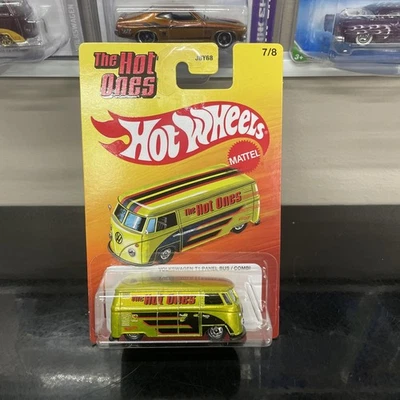 The Hot
Ones
7/8
Hot Wheels
MATTEL
The Hot Ones
VOLKSWAGEN T1 PANEL BUS / COMBI
The Hot Ones